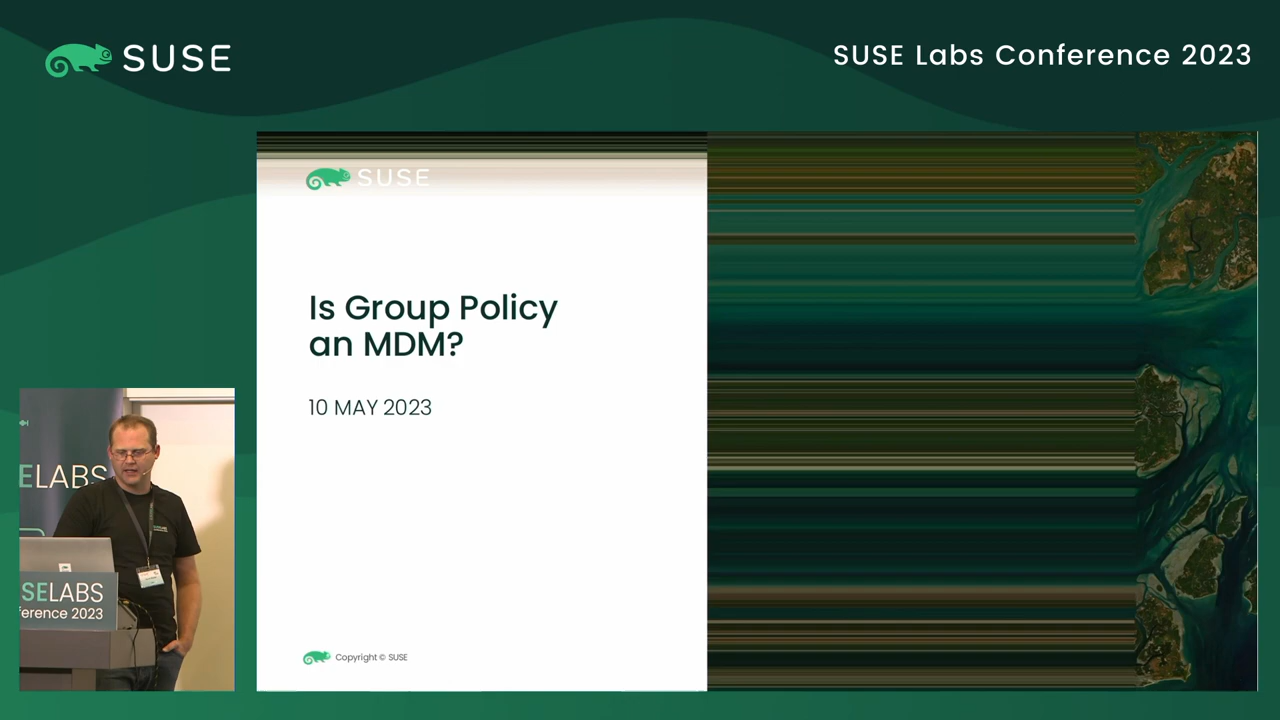 SUSE
SUSE Labs Conference 2023
SUSE
Is Group Policy
an MDM?
10 MAY 2023
ELABS
SELABS
ference 2023
Copyright © SUSE